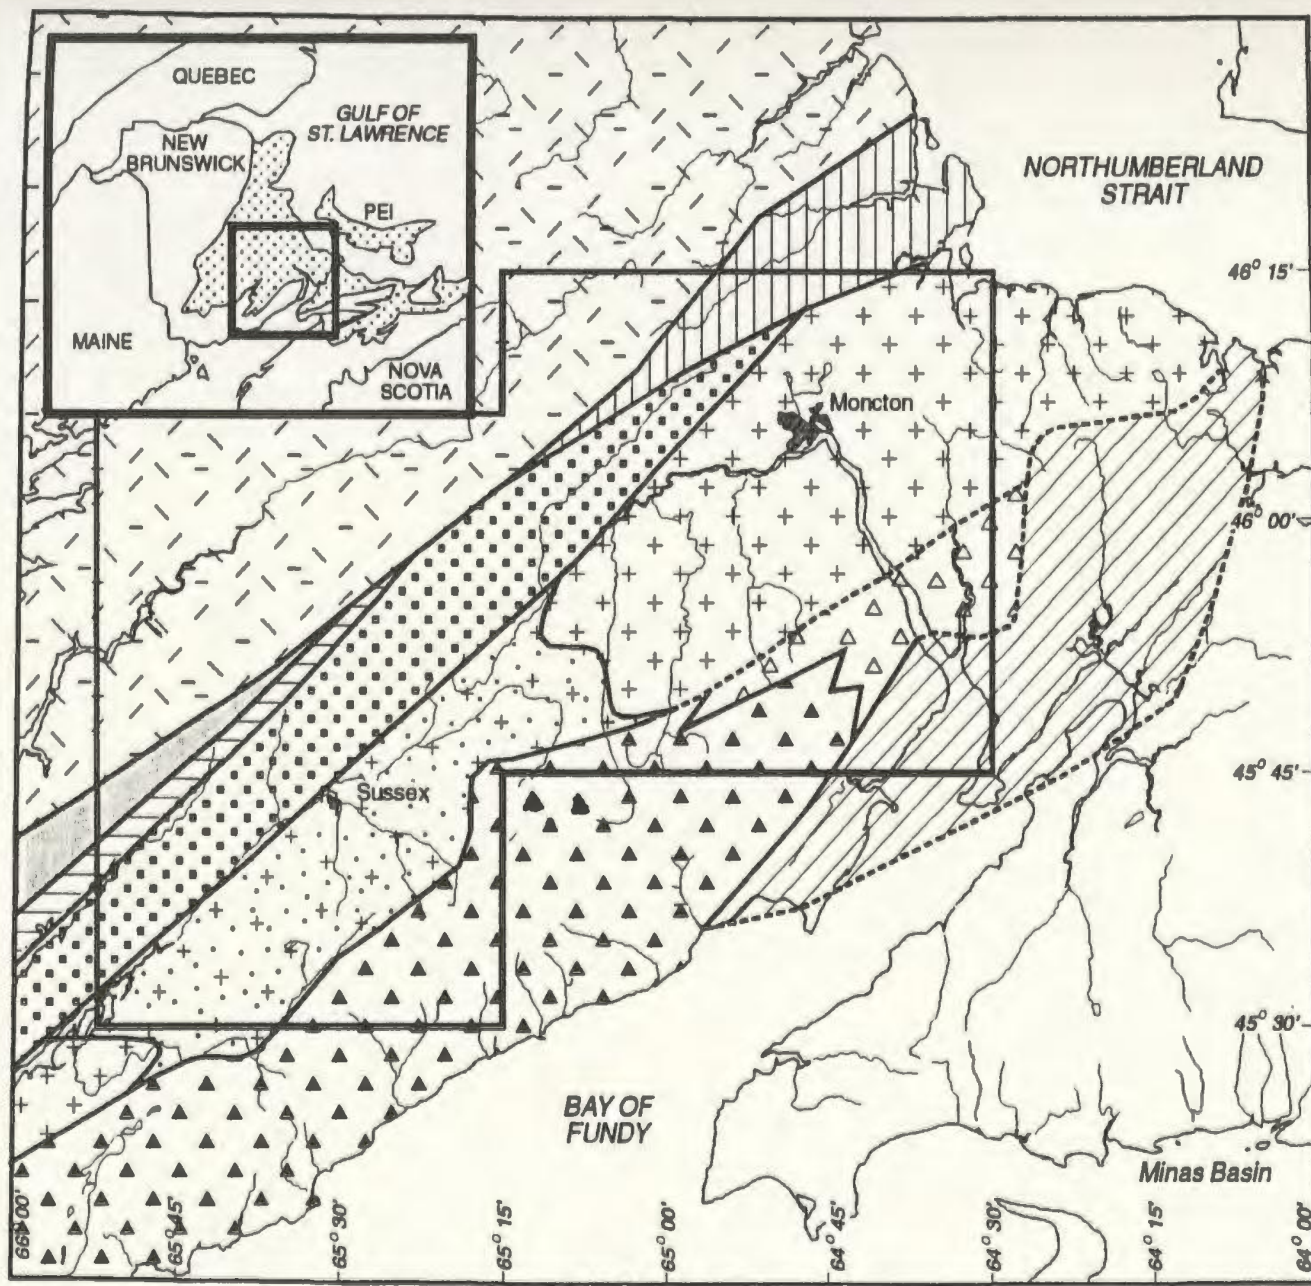 QUEBEC
GULF OF
ST. LAWRENCE
NEW
BRUNSWICK
PEI
MAINE
NOVA
SCOTIA
NORTHUMBERLAND
STRAIT
46° 15'
Moncton
46° 00'
45° 45'
Sussex
45° 30'
BAY OF
FUNDY
Minas Basin
66° 00'
65° 45'
65° 30'
65° 15'
65° 00'
64° 45'
64° 30'
64° 15'
64° 00'